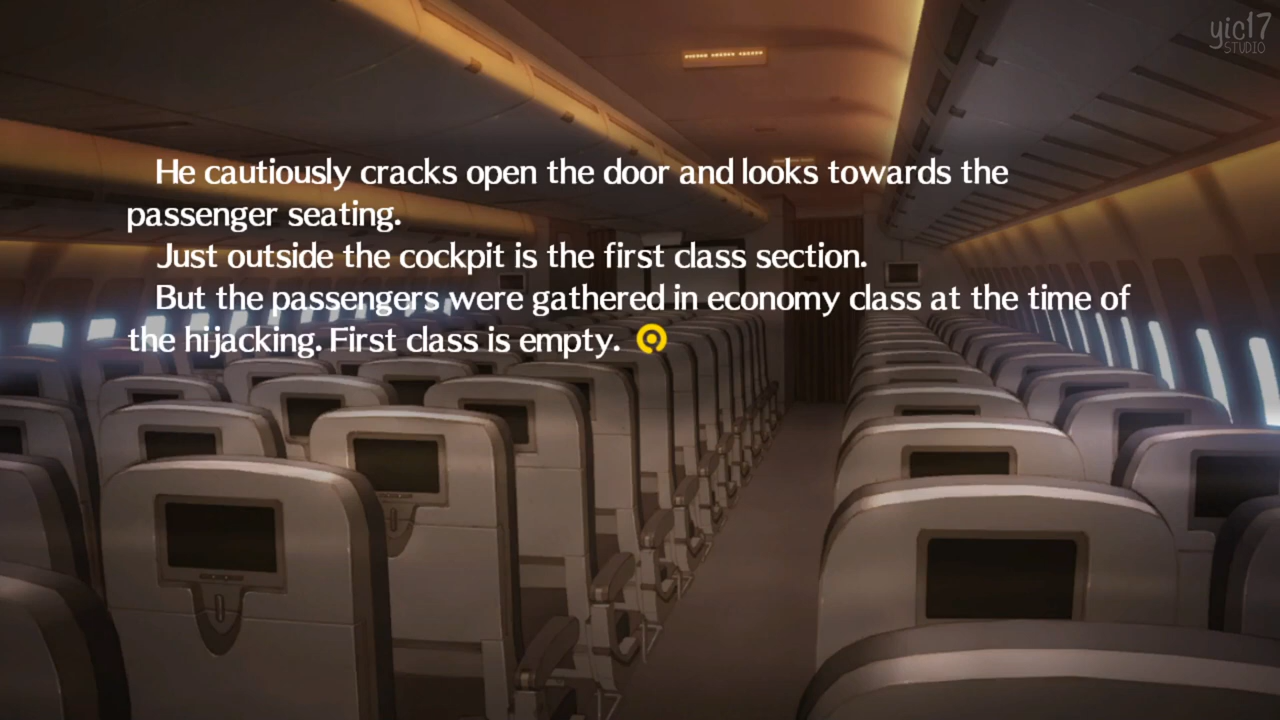 yic17
STUDIO
He cautiously cracks open the door and looks towards the
passenger seating.
Just outside the cockpit is the first class section.
But the passengers were gathered in economy class at the time of
the hijacking. First class is empty.